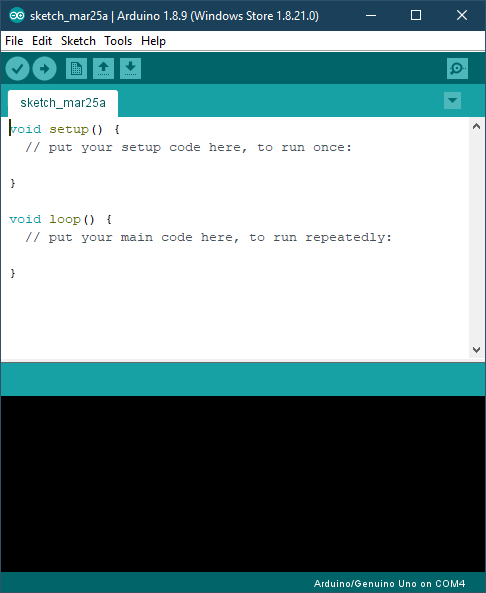 sketch_mar25a | Arduino 1.8.9 (Windows Store 1.8.21.0)
File Edit Sketch Tools Help
sketch_mar25a
void setup() {
  // put your setup code here, to run once:
}
void loop() {
  // put your main code here, to run repeatedly:
}
Arduino/Genuino Uno on COM4